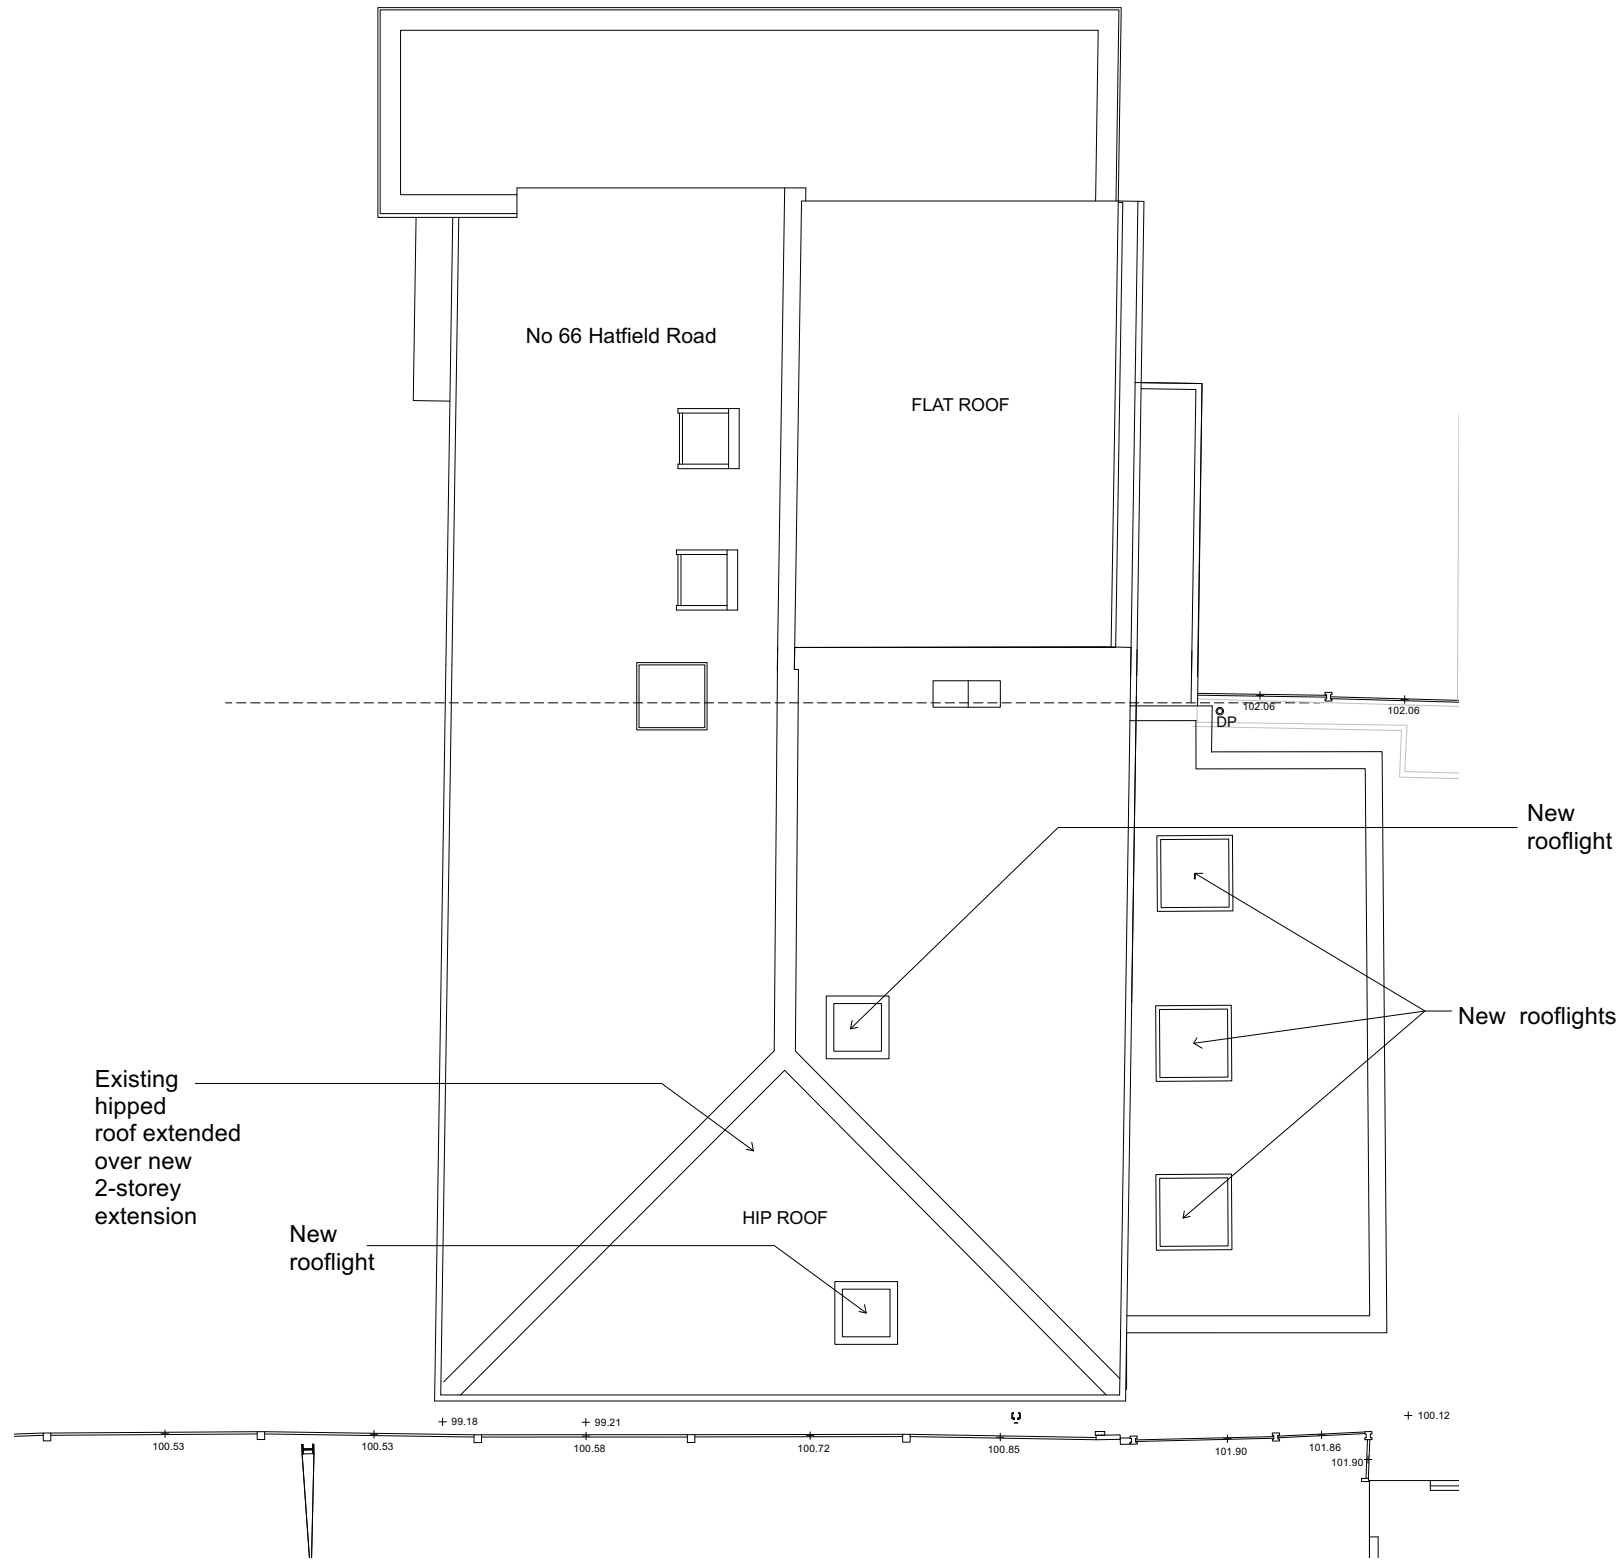 No 66 Hatfield Road
FLAT ROOF
102.06
102.06
DP
New
rooflight
New rooflights
Existing
hipped
roof extended
over new
2-storey
extension
HIP ROOF
New
rooflight
99.18
99.21
100.12
100.53
100.53
100.58
100.72
100.85
101.90
101.86
101.90